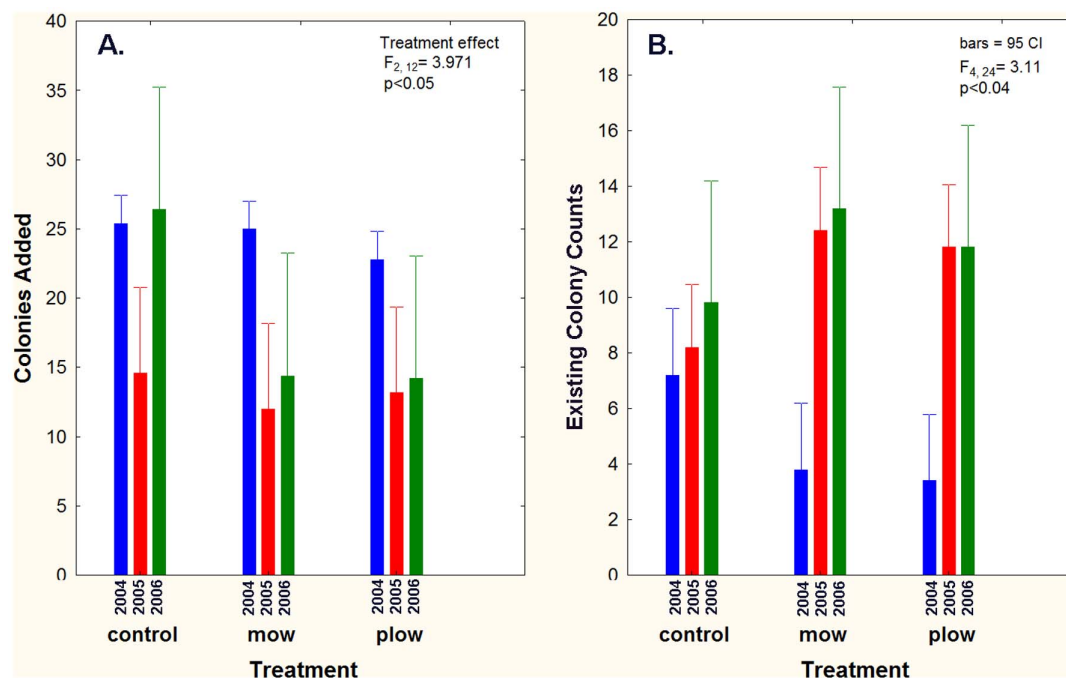 A.
Treatment effect
F2, 12= 3.971
p<0.05
Colonies Added
40
35
30
25
20
15
10
5
0
2004 2005 2006 2004 2005 2006 2004 2005 2006
control mow plow
Treatment
B.
bars = 95 CI
F4, 24= 3.11
p<0.04
Existing Colony Counts
20
18
16
14
12
10
8
6
4
2
0
2004 2005 2006 2004 2005 2006 2004 2005 2006
control mow plow
Treatment